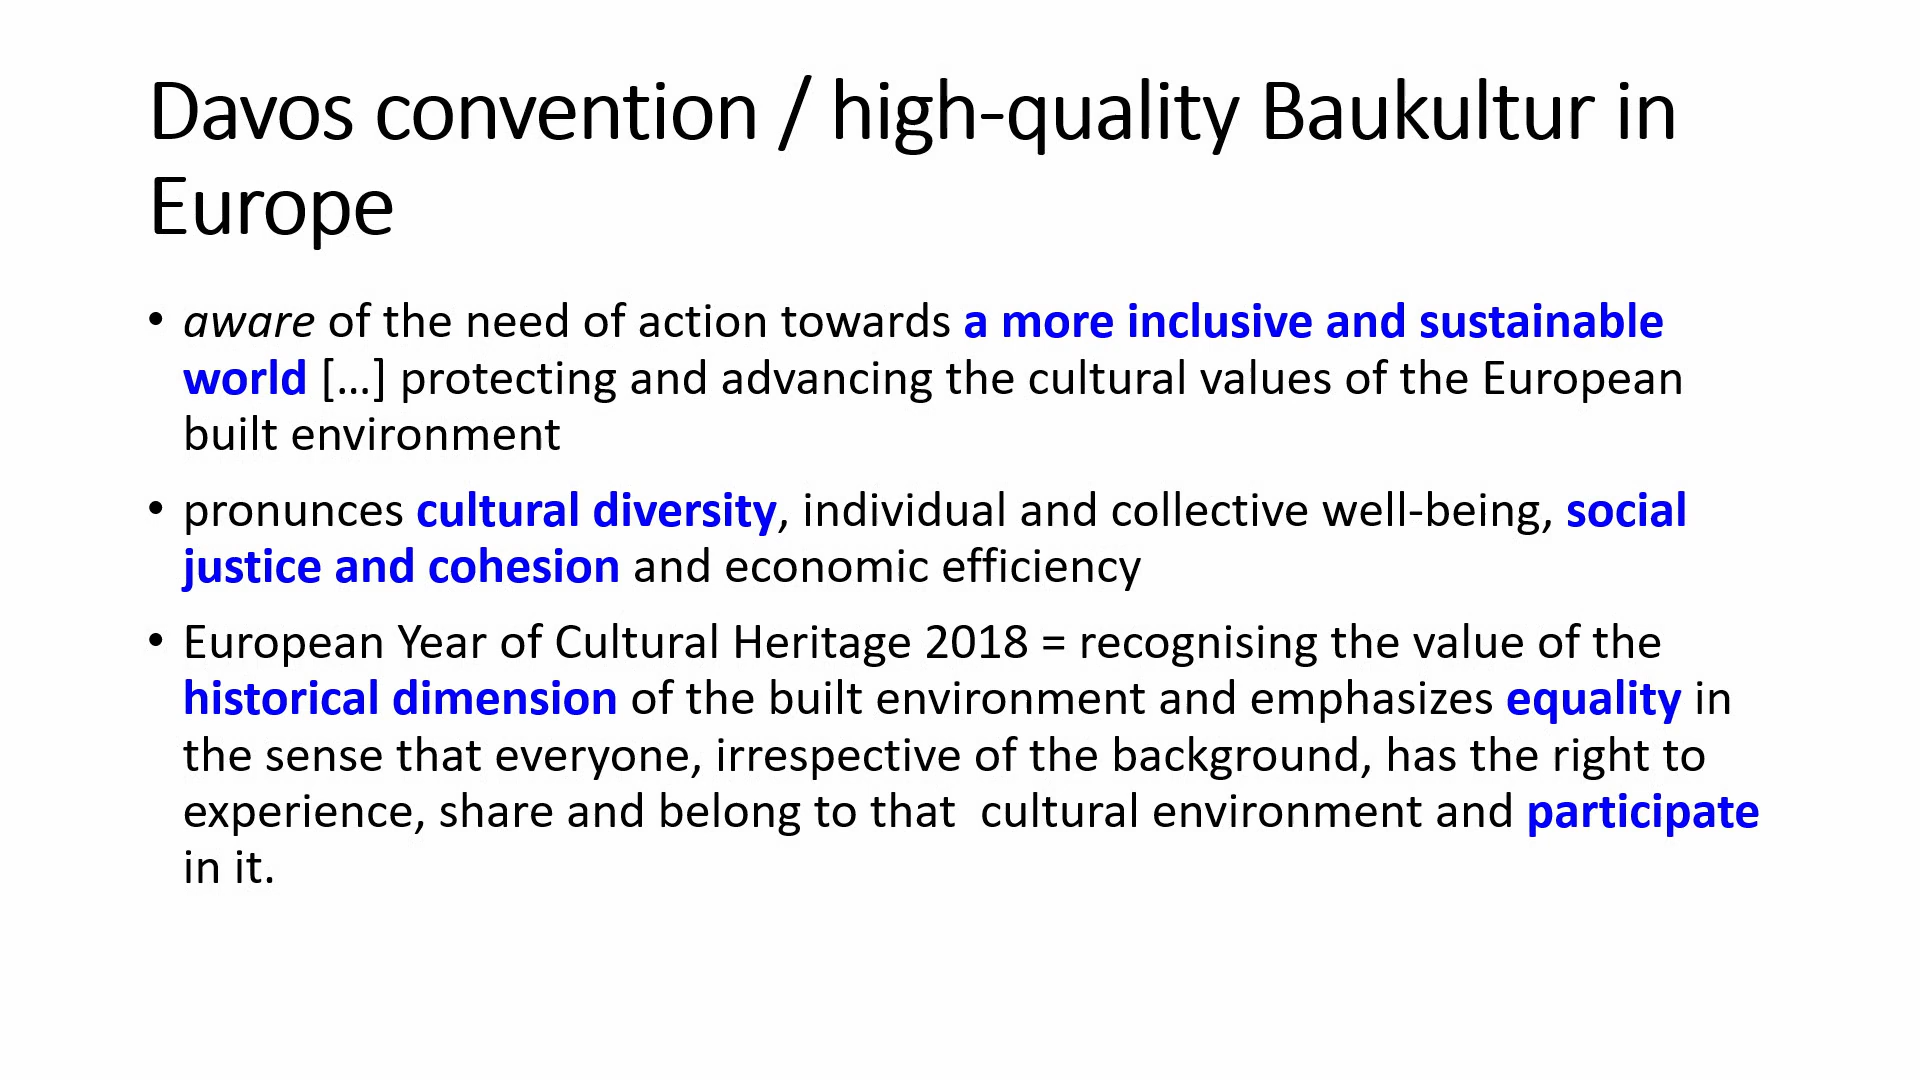 Davos convention / high-quality Baukultur in
Europe
• aware of the need of action towards a more inclusive and sustainable
world […] protecting and advancing the cultural values of the European
built environment
• pronunces cultural diversity, individual and collective well-being, social
justice and cohesion and economic efficiency
• European Year of Cultural Heritage 2018 = recognising the value of the
historical dimension of the built environment and emphasizes equality in
the sense that everyone, irrespective of the background, has the right to
experience, share and belong to that  cultural environment and participate
in it.